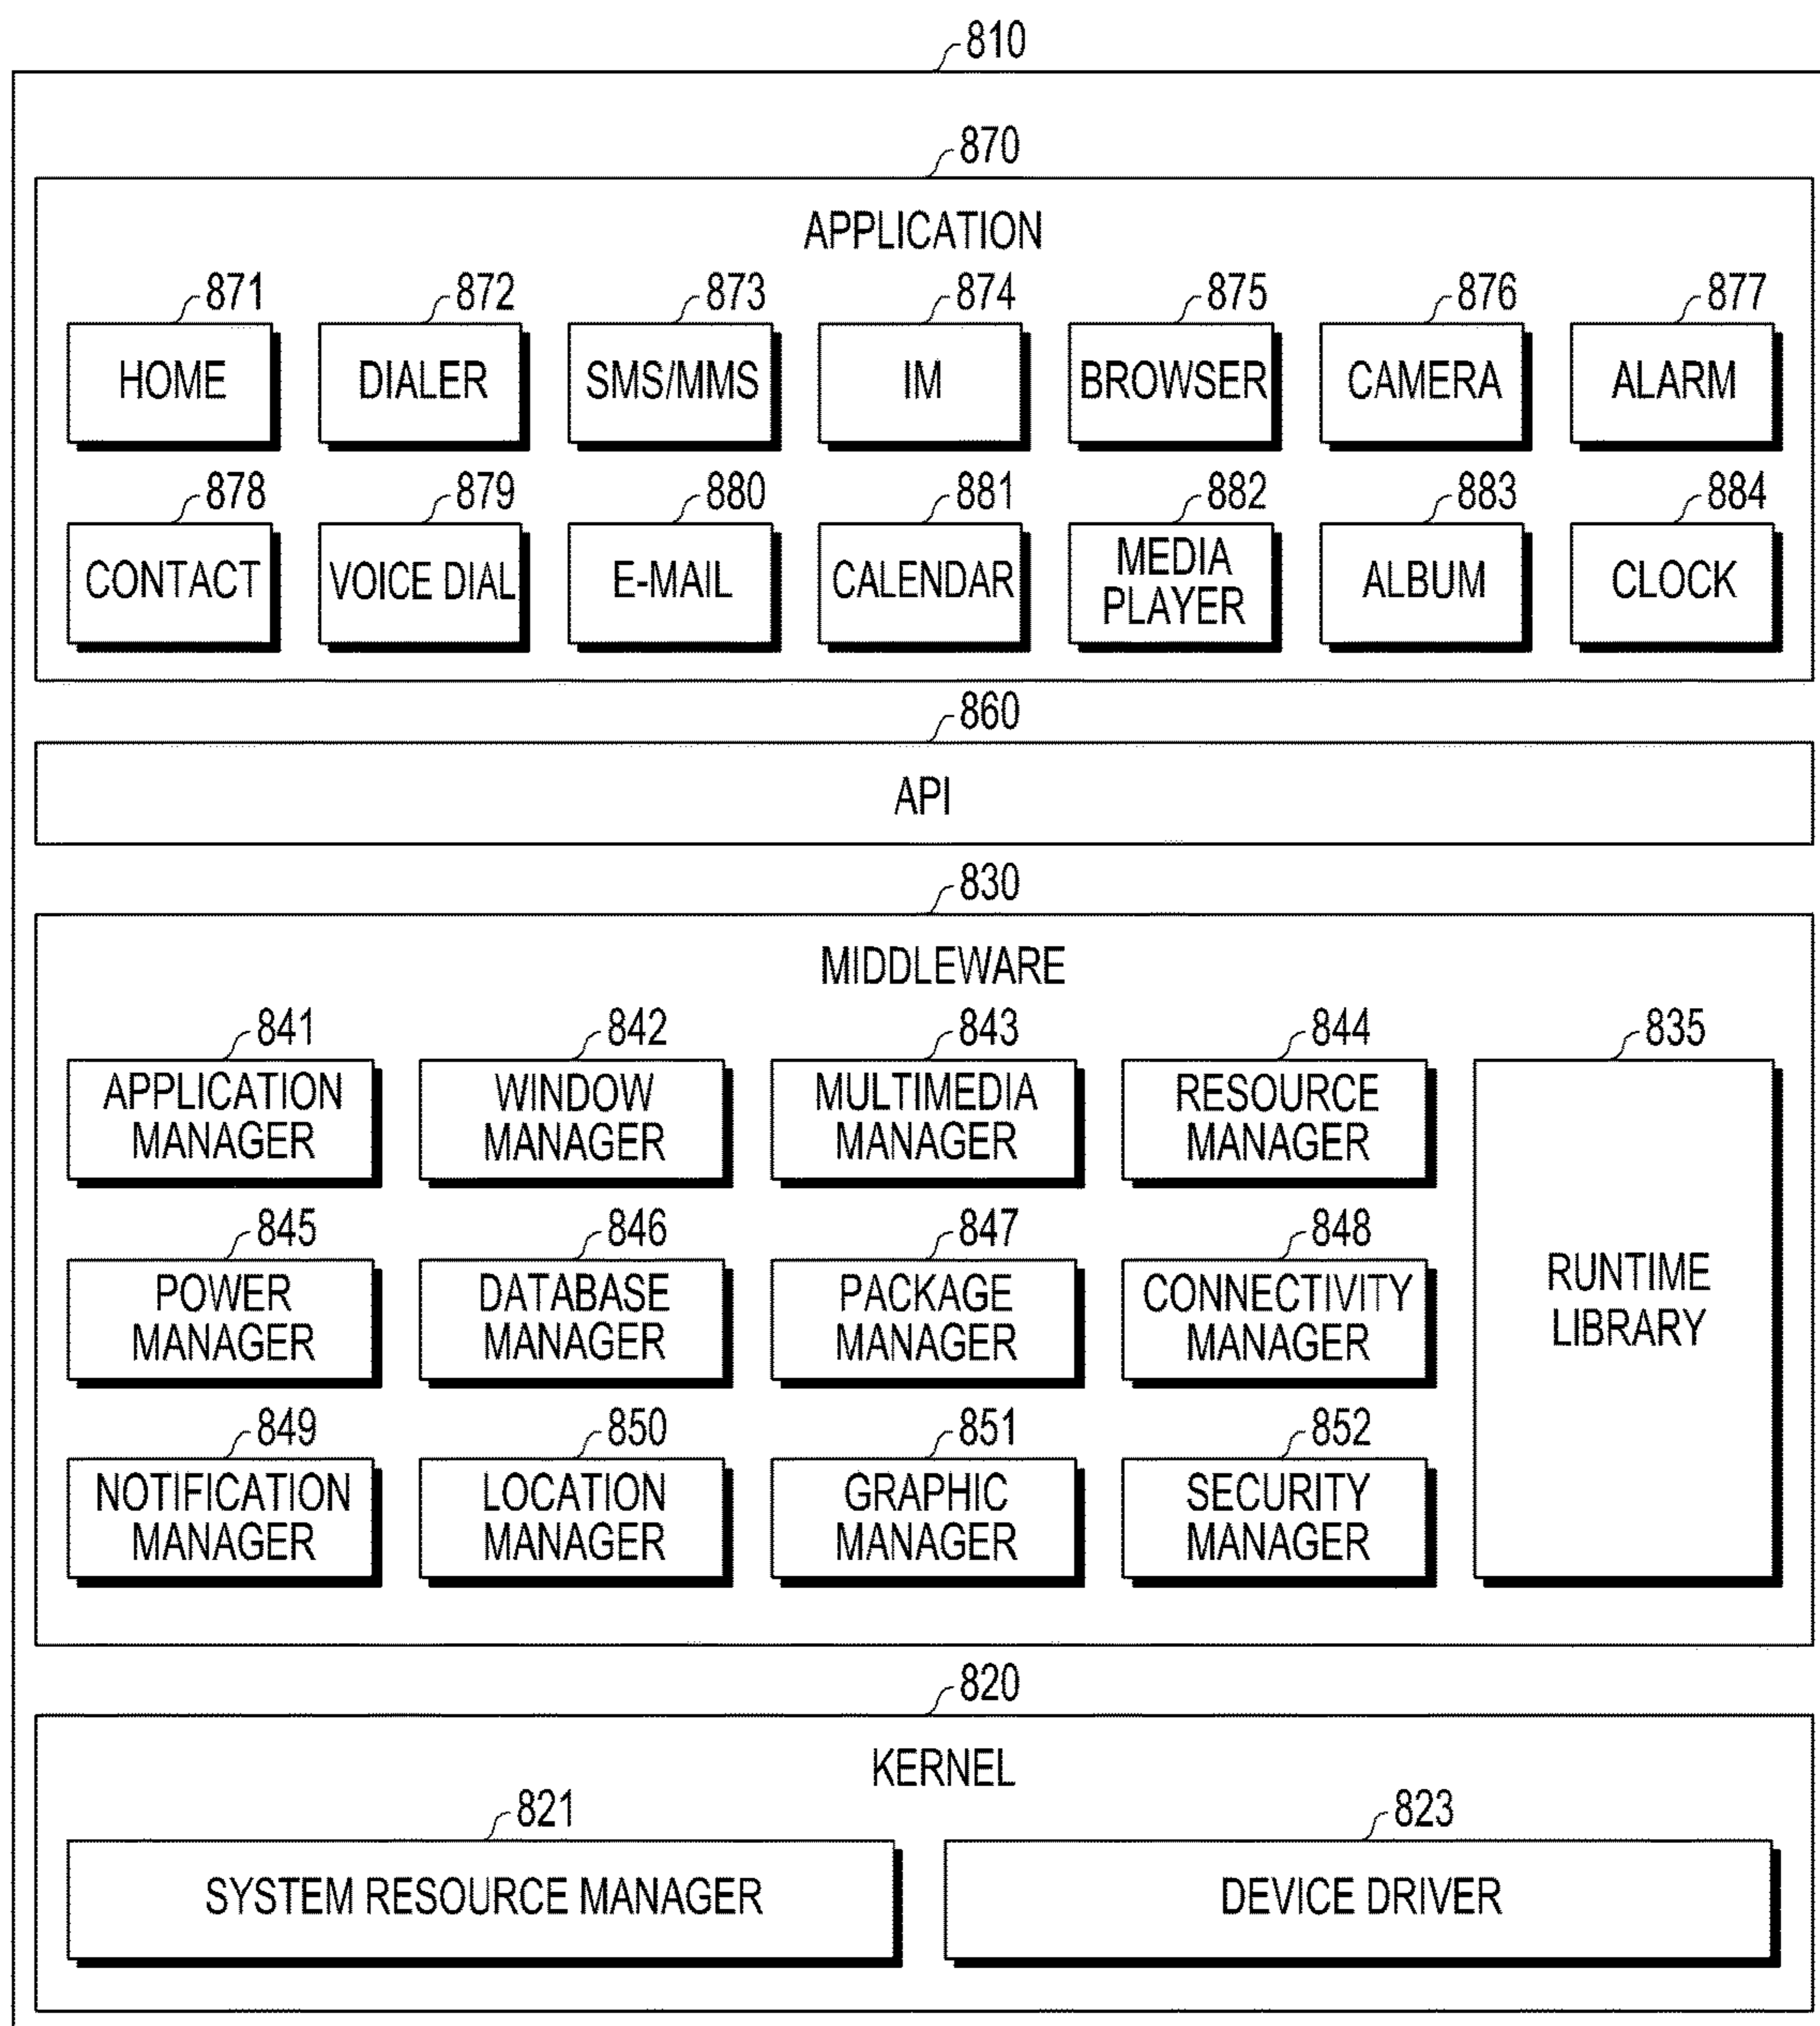 810
870
APPLICATION
871 872 873 874 875 876 877
HOME DIALER SMS/MMS IM BROWSER CAMERA ALARM
878 879 880 881 882 883 884
CONTACT VOICE DIAL E-MAIL CALENDAR MEDIA PLAYER ALBUM CLOCK
860
API
830
MIDDLEWARE
841 842 843 844 835
APPLICATION MANAGER WINDOW MANAGER MULTIMEDIA MANAGER RESOURCE MANAGER
845 846 847 848
POWER MANAGER DATABASE MANAGER PACKAGE MANAGER CONNECTIVITY MANAGER RUNTIME LIBRARY
849 850 851 852
NOTIFICATION MANAGER LOCATION MANAGER GRAPHIC MANAGER SECURITY MANAGER
820
KERNEL
821 823
SYSTEM RESOURCE MANAGER DEVICE DRIVER